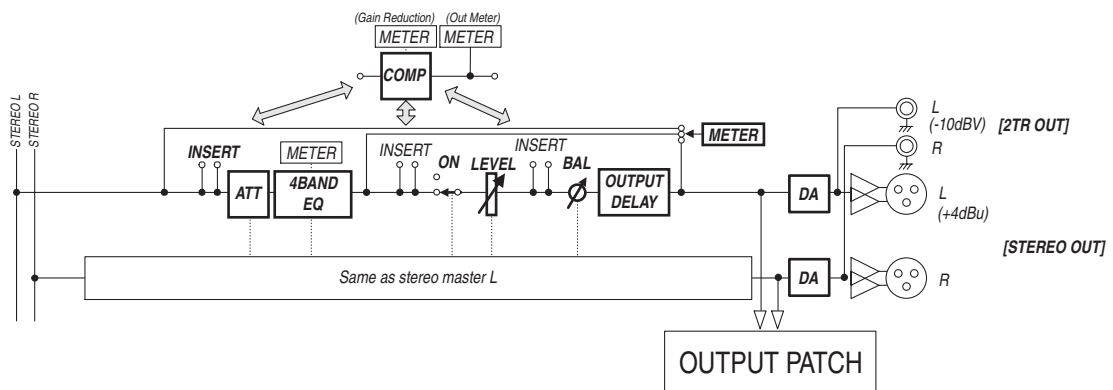 (Gain Reduction)
(Out Meter)
METER
METER
COMP
STEREO L
STEREO R
INSERT
METER
INSERT
ON
LEVEL
INSERT
BAL
METER
ATT
4BAND
EQ
OUTPUT
DELAY
DA
L
(-10dBV)
[2TR OUT]
R
L
(+4dBu)
[STEREO OUT]
Same as stereo master L
DA
R
OUTPUT PATCH